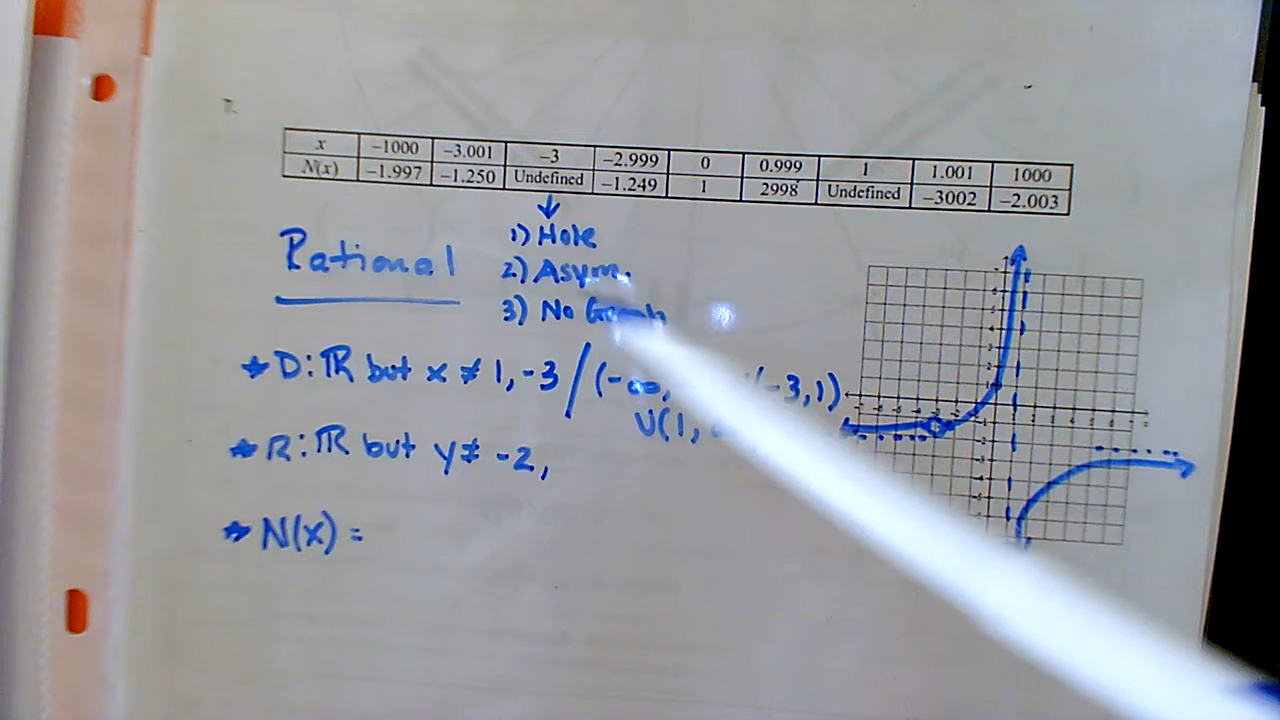 x −1000 −3.001 −3 −2.999 0 0.999 1 1.001 1000
N(x) −1.997 −1.250 Undefined −1.249 1 2998 Undefined −3002 −2.003
Rational
1) Hole
2) Asym.
3) No Graph
* D: ℝ but x ≠ 1, -3 / (-∞, (-3, 1)
U(1,
* R: ℝ but y ≠ -2,
* N(x) =